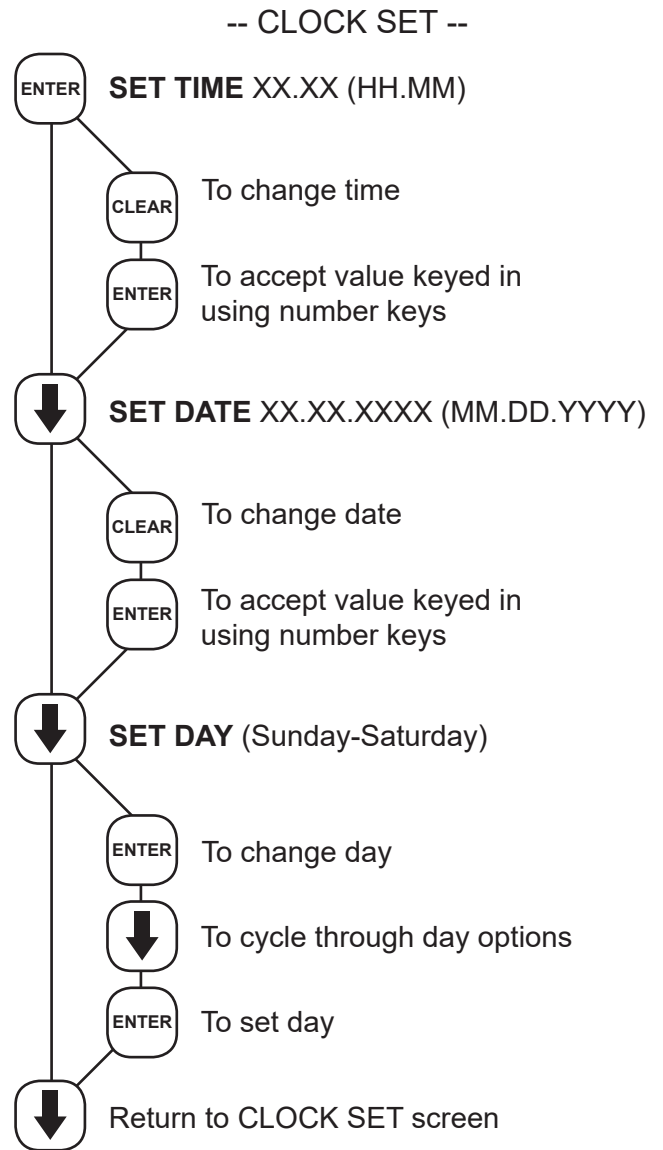 -- CLOCK SET --
ENTER SET TIME XX.XX (HH.MM)
CLEAR To change time
ENTER To accept value keyed in
using number keys
SET DATE XX.XX.XXXX (MM.DD.YYYY)
CLEAR To change date
ENTER To accept value keyed in
using number keys
SET DAY (Sunday-Saturday)
ENTER To change day
To cycle through day options
ENTER To set day
Return to CLOCK SET screen